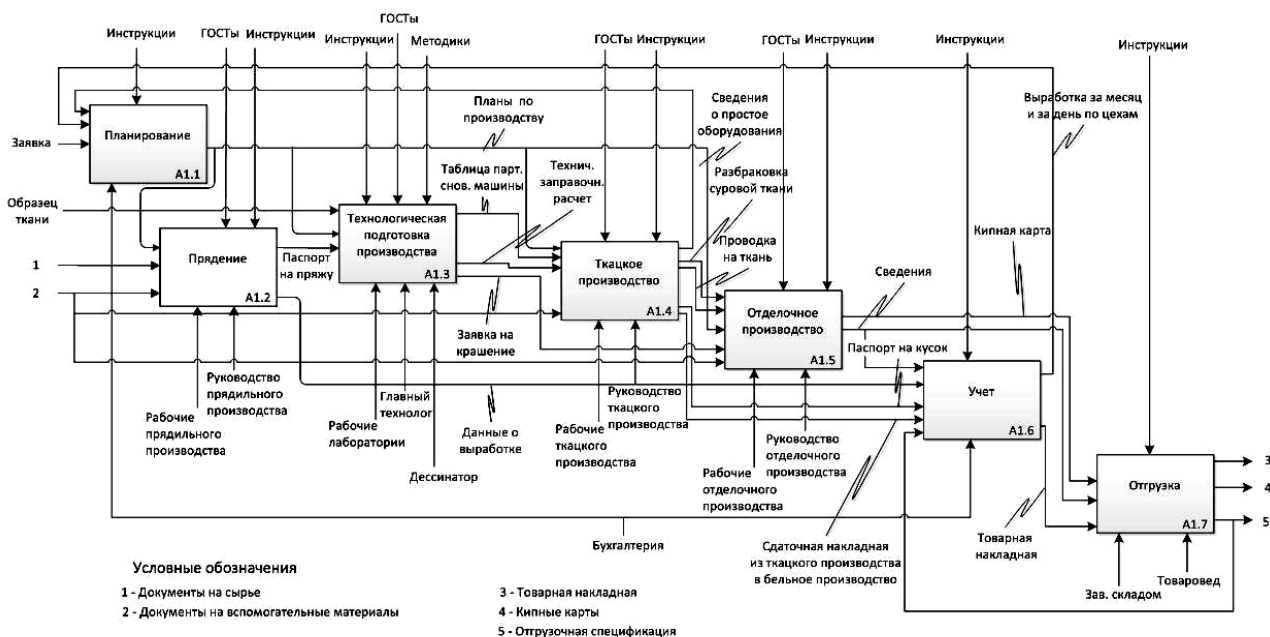 ГОСТы
Инструкции
ГОСТы
Инструкции
Инструкции
Методики
ГОСТы
Инструкции
ГОСТы
Инструкции
Инструкции
Инструкции
Планы по
производству
Сведения
о простое
оборудования
Выработка за месяц
и за день по цехам
Заявка
Планирование
А1.1
Таблица парт.
снов. машины
Технич.
заправочн.
расчет
Разбраковка
суровой ткани
Образец
ткани
Технологическая
подготовка
производства
А1.3
Прядение
А1.2
Паспорт
на пряжу
Ткацкое
производство
А1.4
Проводка
на ткань
Кипная карта
Сведения
1
2
Отделочное
производство
А1.5
Заявка на
крашение
Паспорт на кусок
Учет
А1.6
Руководство
прядильного
производства
Рабочие
прядильного
производства
Главный
технолог
Рабочие
лаборатории
Данные о
выработке
Дессинатор
Руководство
ткацкого
производства
Рабочие
ткацкого
производства
Руководство
отделочного
производства
Рабочие
отделочного
производства
Отгрузка
А1.7
3
4
5
Бухгалтерия
Сдаточная накладная
из ткацкого производства
в бельное производство
Товарная
накладная
Товаровед
Зав. складом
Условные обозначения
1 - Документы на сырье
2 - Документы на вспомогательные материалы
3 - Товарная накладная
4 - Кипные карты
5 - Отгрузочная спецификация